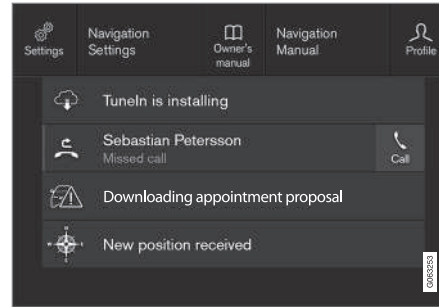 Settings
Navigation
Settings
Owner's
manual
Navigation
Manual
Profile
TuneIn is installing
Sebastian Petersson
Missed call
Call
Downloading appointment proposal
New position received
G063253